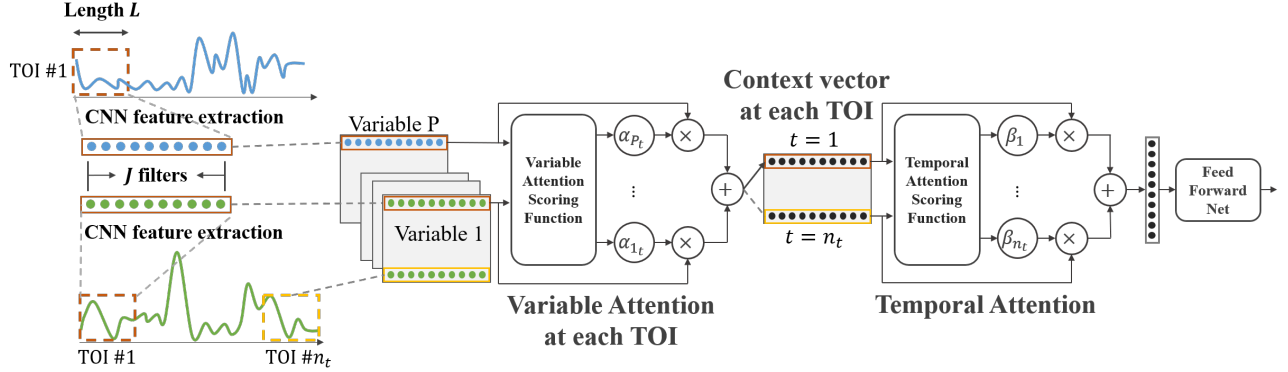 Length L
TOI #1
CNN feature extraction
J filters
CNN feature extraction
TOI #1
TOI #n_t
Variable P
Variable 1
Variable
Attention
Scoring
Function
α_{P_t}
×
⋮
α_{1_t}
×
+
Variable Attention
at each TOI
Context vector
at each TOI
t = 1
t = n_t
Temporal
Attention
Scoring
Function
β_1
×
⋮
β_{n_t}
×
+
Temporal Attention
Feed
Forward
Net